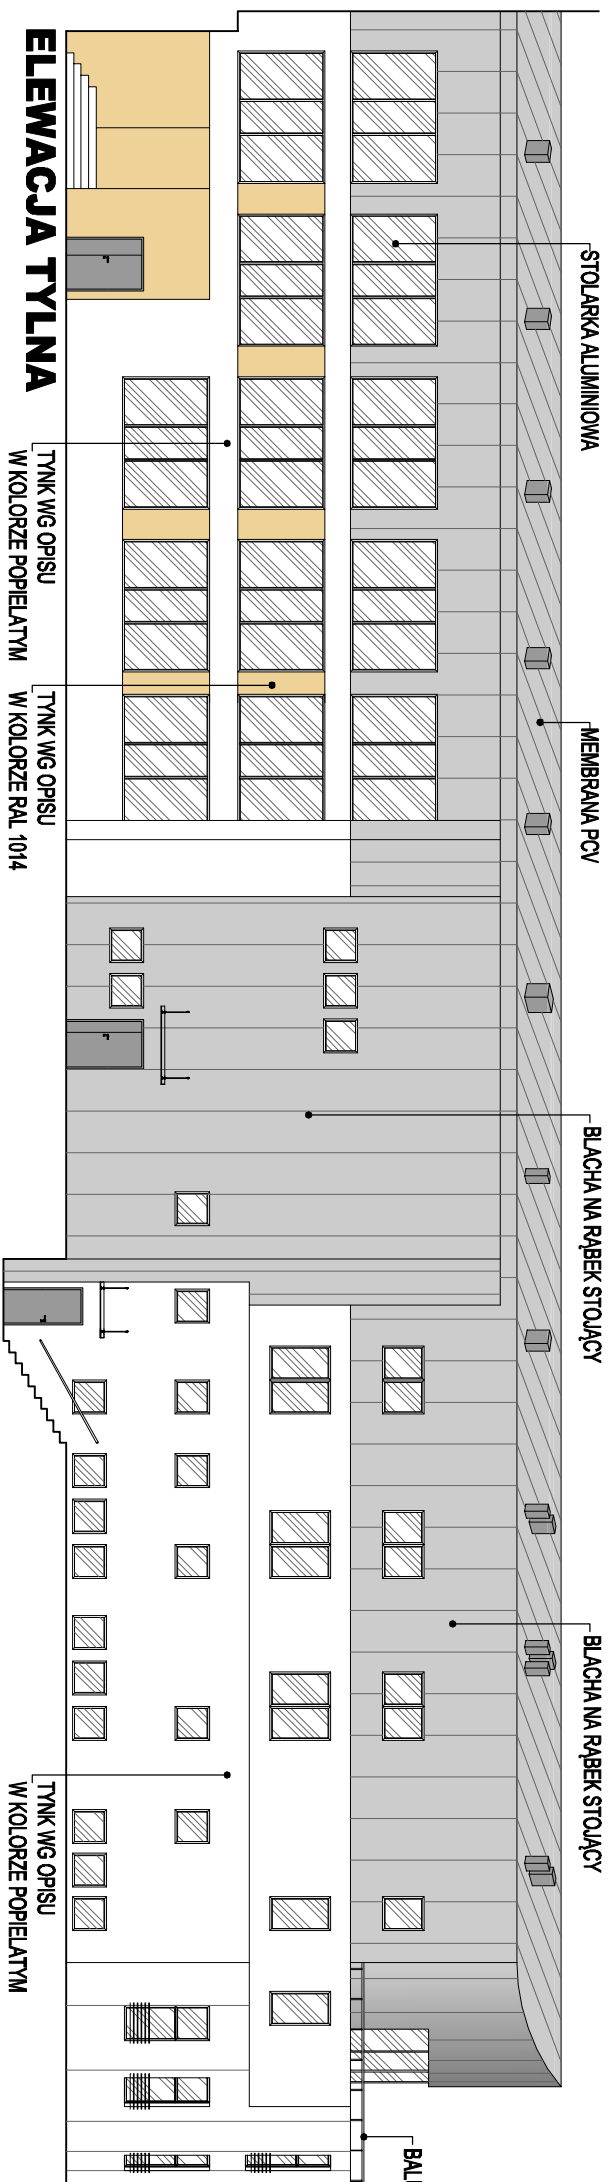 STOLARKA ALUMINIOWA
MEMBRANA PCV
BLACHA NA RĄBEK STOJĄCY
BLACHA NA RĄBEK STOJĄCY
BAL
TYNK WG OPISU
W KOLORZE POPIELATYM
TYNK WG OPISU
W KOLORZE RAL 1014
TYNK WG OPISU
W KOLORZE POPIELATYM
ELEWACJA TYLNA